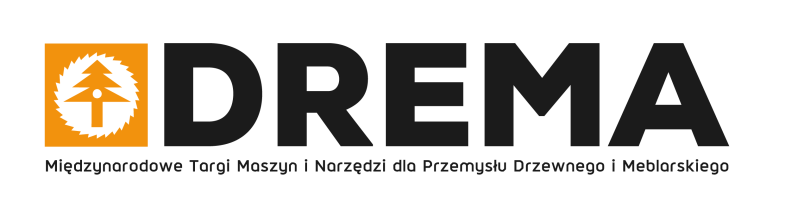 DREMA
Międzynarodowe Targi Maszyn i Narzędzi dla Przemysłu Drzewnego i Meblarskiego